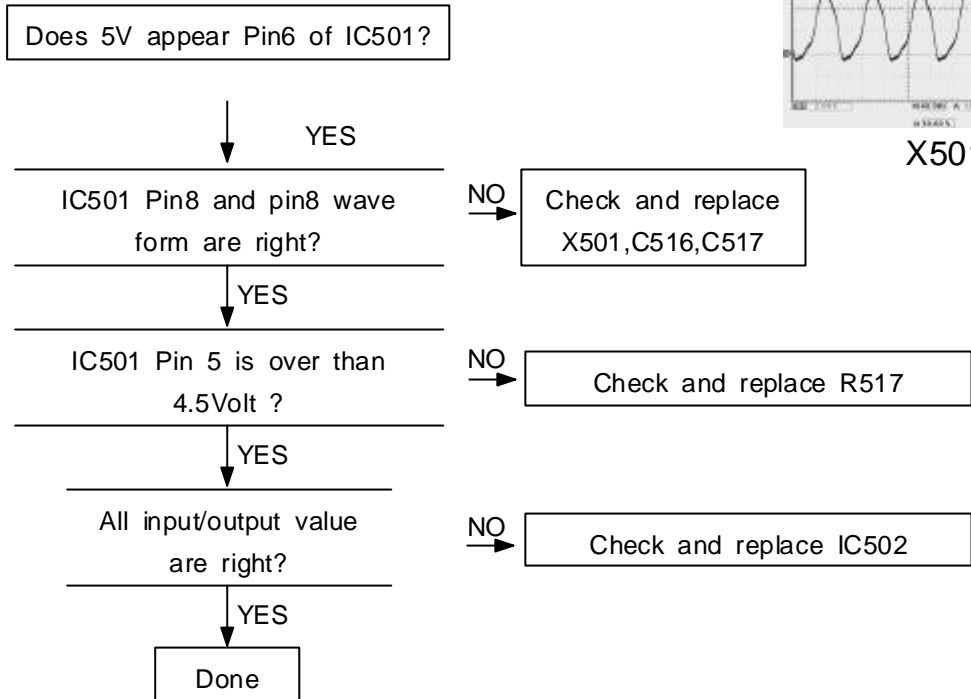 Does 5V appear Pin6 of IC501?
YES
IC501 Pin8 and pin8 wave
form are right?
NO
Check and replace
X501,C516,C517
YES
IC501 Pin 5 is over than
4.5Volt ?
NO
Check and replace R517
YES
All input/output value
are right?
NO
Check and replace IC502
YES
Done